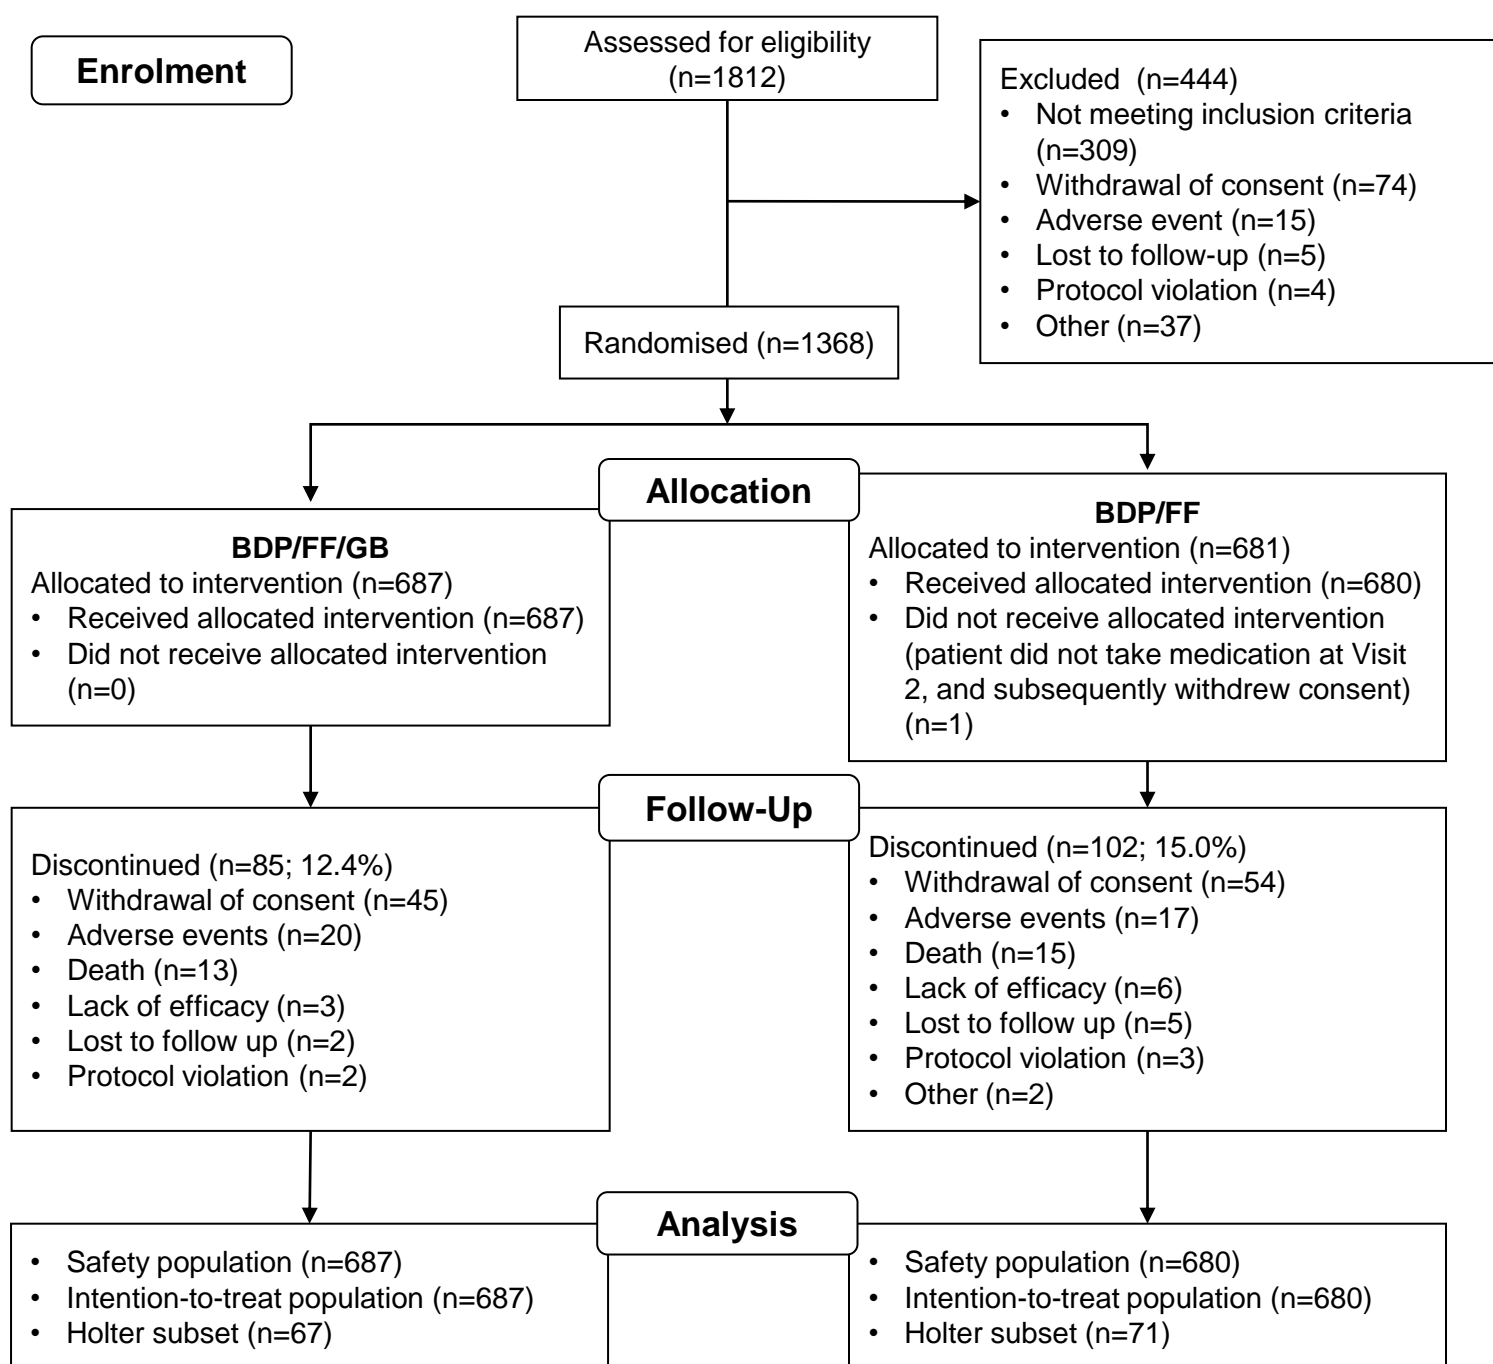 Enrolment
Assessed for eligibility
(n=1812)
Excluded  (n=444)
• Not meeting inclusion criteria
(n=309)
• Withdrawal of consent (n=74)
• Adverse event (n=15)
• Lost to follow-up (n=5)
• Protocol violation (n=4)
• Other (n=37)
Randomised (n=1368)
Allocation
BDP/FF/GB
Allocated to intervention (n=687)
• Received allocated intervention (n=687)
• Did not receive allocated intervention
(n=0)
BDP/FF
Allocated to intervention (n=681)
• Received allocated intervention (n=680)
• Did not receive allocated intervention
(patient did not take medication at Visit
2, and subsequently withdrew consent)
(n=1)
Follow-Up
Discontinued (n=85; 12.4%)
• Withdrawal of consent (n=45)
• Adverse events (n=20)
• Death (n=13)
• Lack of efficacy (n=3)
• Lost to follow up (n=2)
• Protocol violation (n=2)
Discontinued (n=102; 15.0%)
• Withdrawal of consent (n=54)
• Adverse events (n=17)
• Death (n=15)
• Lack of efficacy (n=6)
• Lost to follow up (n=5)
• Protocol violation (n=3)
• Other (n=2)
Analysis
• Safety population (n=687)
• Intention-to-treat population (n=687)
• Holter subset (n=67)
• Safety population (n=680)
• Intention-to-treat population (n=680)
• Holter subset (n=71)